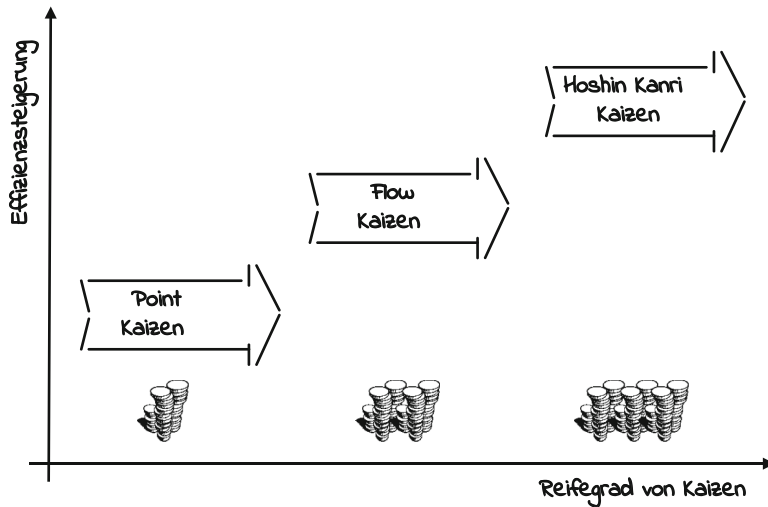 Effizienzsteigerung
Hoshin Kanri
Kaizen
Flow
Kaizen
Point
Kaizen
Reifegrad von Kaizen